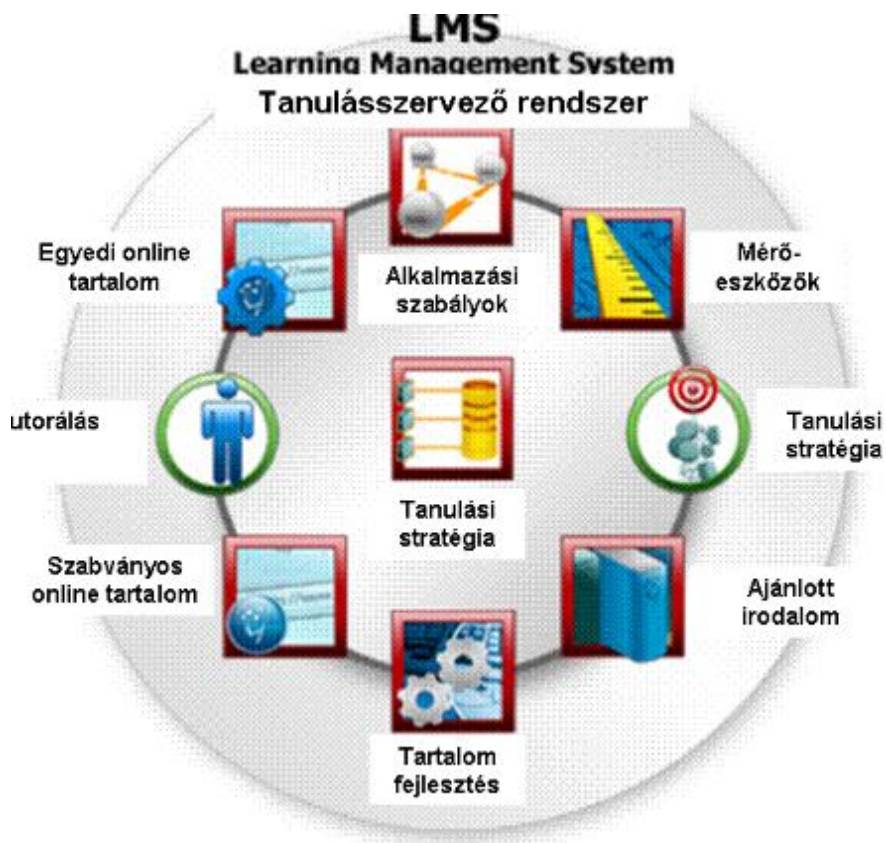 LMS
Learning Management System
Tanulásszervező rendszer
Egyedi online
tartalom
Alkalmazási
szabályok
Mérő-
eszkőzők
utorálás
Tanulási
stratégia
Tanulási
stratégia
Szabványos
online tartalom
Ajánlott
irodalom
Tartalom
fejlesztés